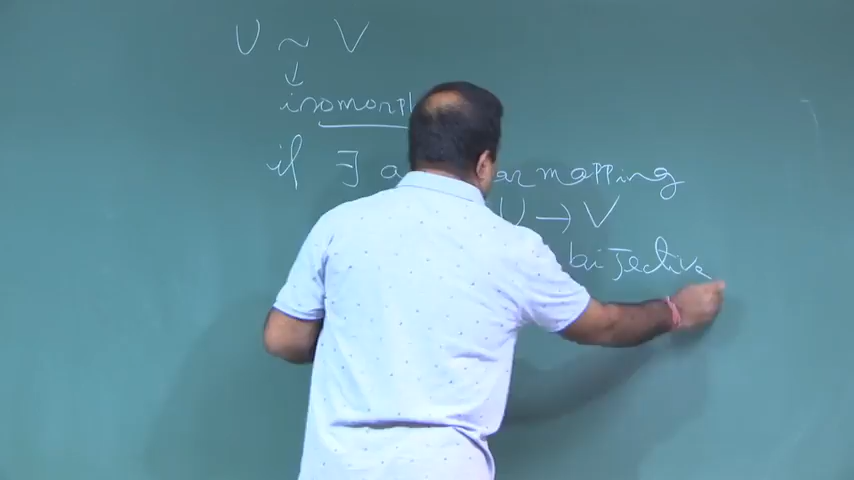 U ~ V
↓
isomorph
if ∃ a ar mapping
U → V
bijective